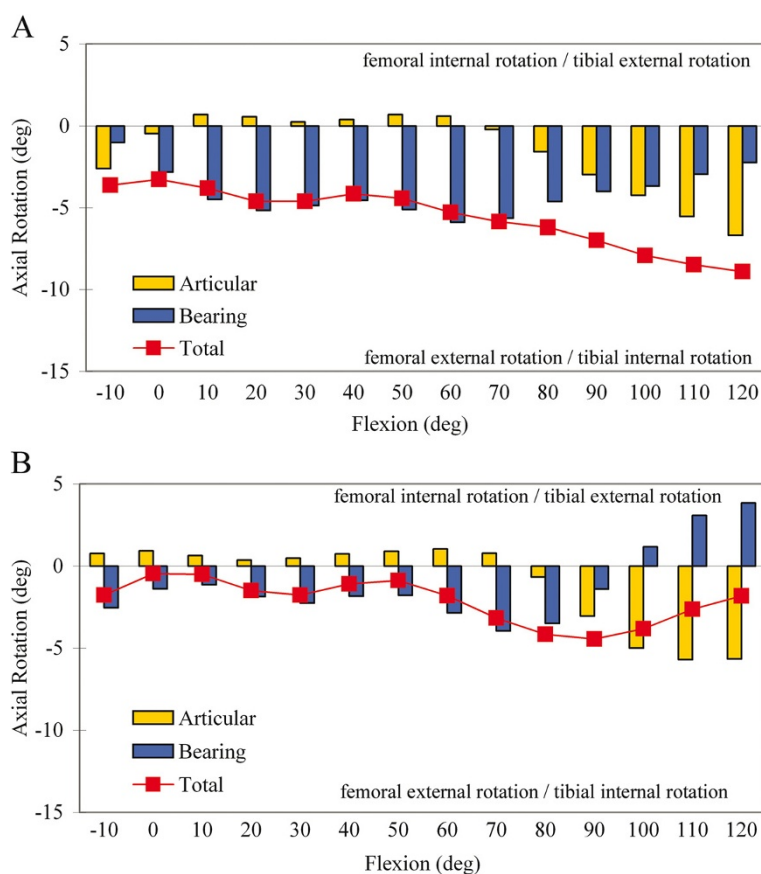 A
5
femoral internal rotation / tibial external rotation
0
-5
-10
-15
Axial Rotation (deg)
Articular
Bearing
Total
femoral external rotation / tibial internal rotation
-10 0 10 20 30 40 50 60 70 80 90 100 110 120
Flexion (deg)
B
5
femoral internal rotation / tibial external rotation
0
-5
-10
-15
Axial Rotation (deg)
Articular
Bearing
Total
femoral external rotation / tibial internal rotation
-10 0 10 20 30 40 50 60 70 80 90 100 110 120
Flexion (deg)